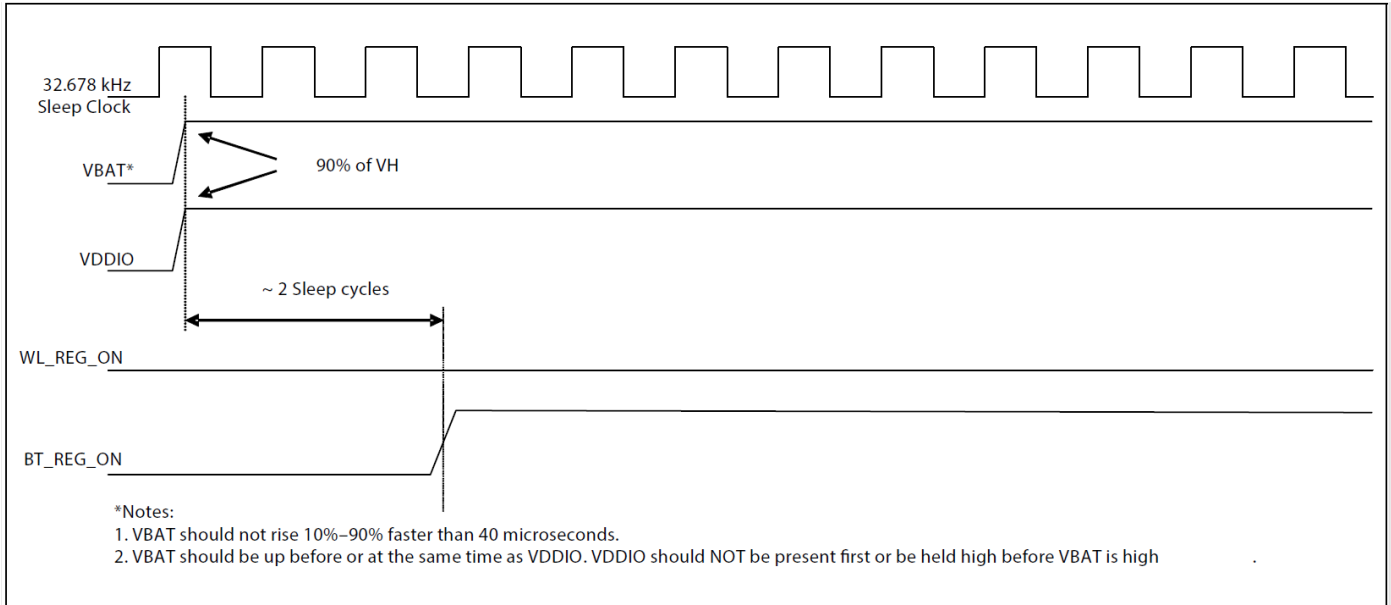 32.678 kHz
Sleep Clock
VBAT*
90% of VH
VDDIO
~ 2 Sleep cycles
WL_REG_ON
BT_REG_ON
*Notes:
1. VBAT should not rise 10%–90% faster than 40 microseconds.
2. VBAT should be up before or at the same time as VDDIO. VDDIO should NOT be present first or be held high before VBAT is high .